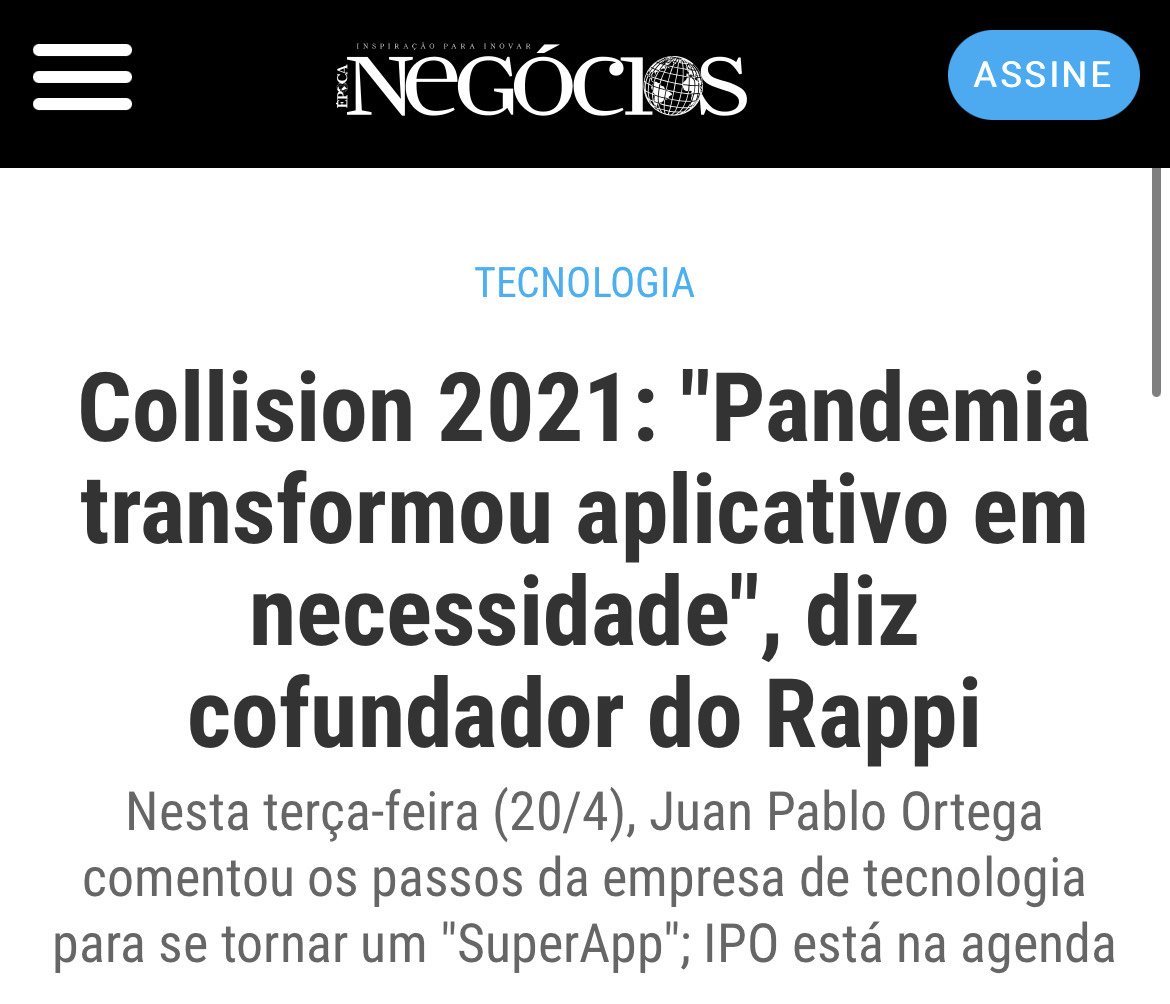 INSPIRAÇÃO PARA INOVAR
ÉPOCA
NEGÓCIOS
ASSINE
TECNOLOGIA
Collision 2021: "Pandemia
transformou aplicativo em
necessidade", diz
cofundador do Rappi
Nesta terça-feira (20/4), Juan Pablo Ortega
comentou os passos da empresa de tecnologia
para se tornar um "SuperApp"; IPO está na agenda